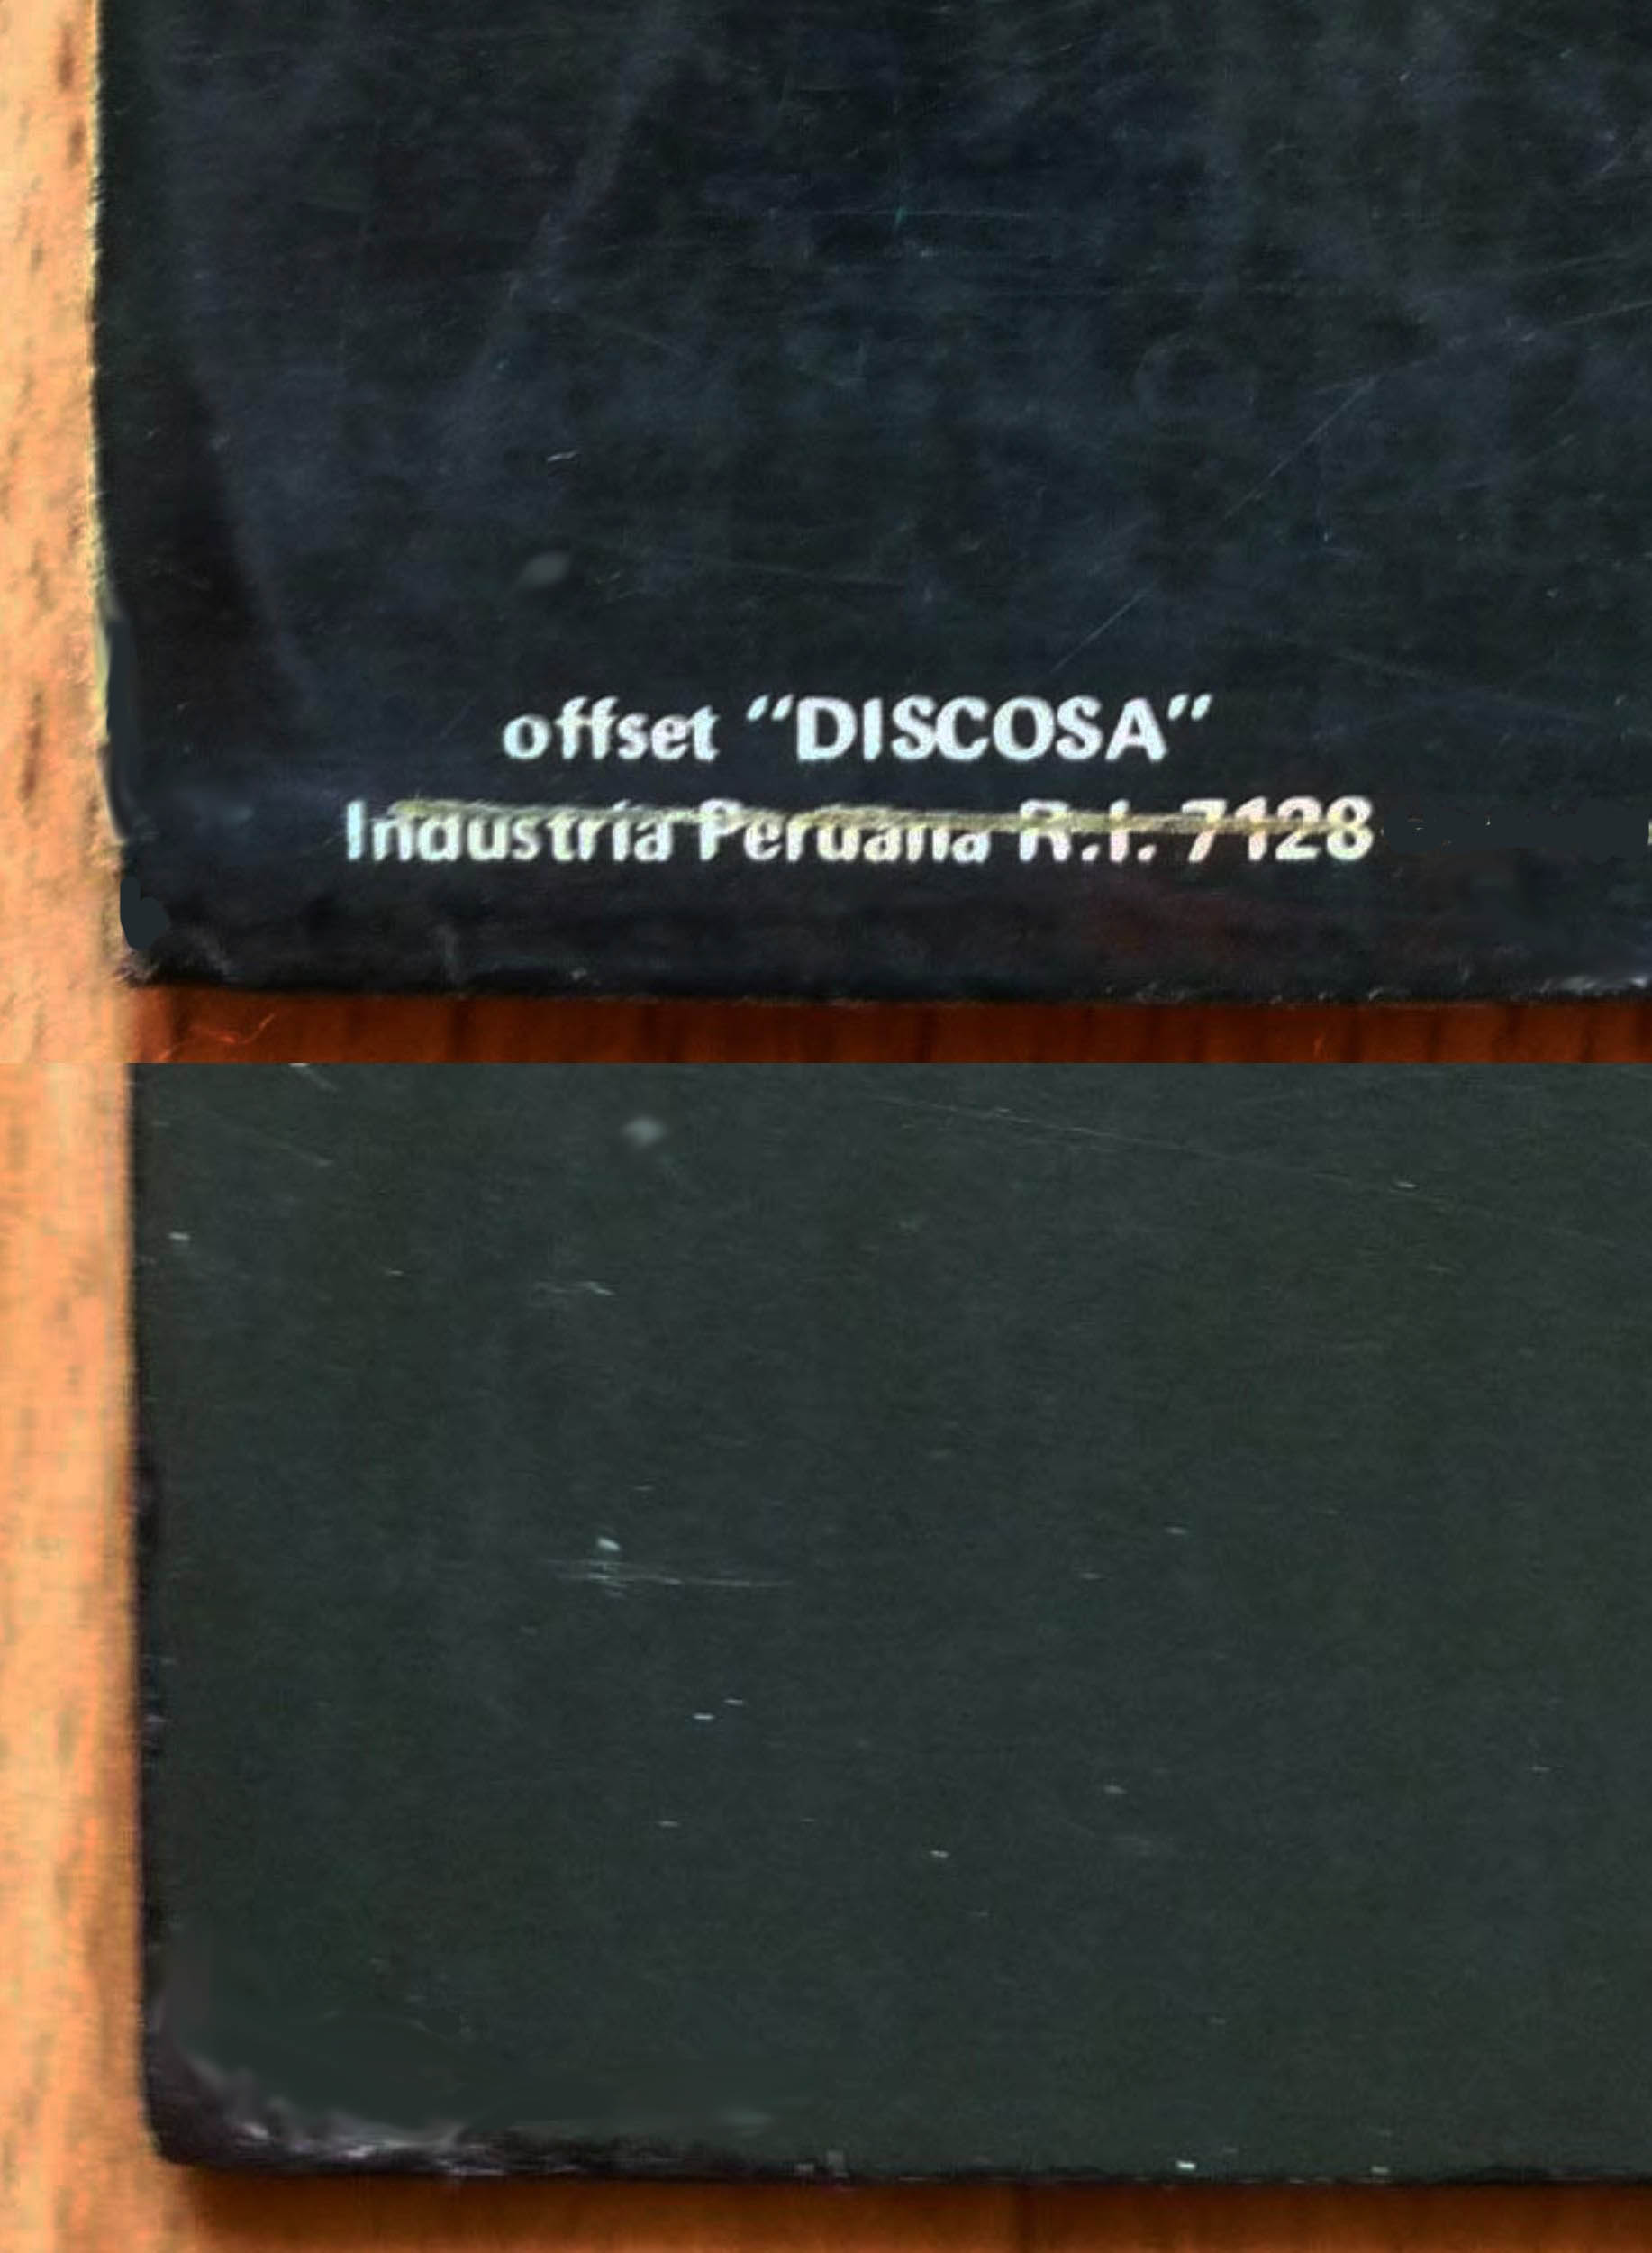 offset "DISCOSA"
Industria Peruana R.I. 7128